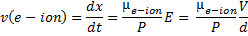 v(e − ion) = dx/dt = μₑ₋ᵢₒₙ/P E = μₑ₋ᵢₒₙ/P V/d